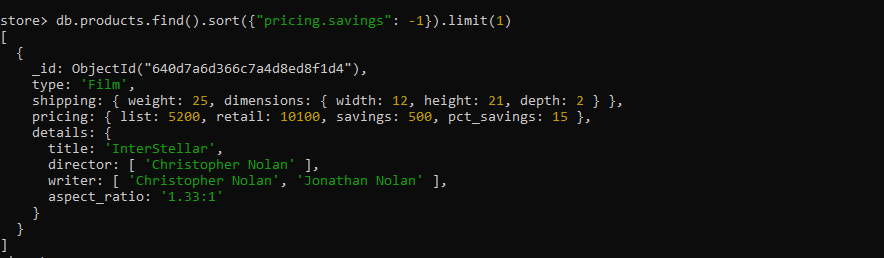 store> db.products.find().sort({"pricing.savings": -1}).limit(1)
[
  {
    _id: ObjectId("640d7a6d366c7a4d8ed8f1d4"),
    type: 'Film',
    shipping: { weight: 25, dimensions: { width: 12, height: 21, depth: 2 } },
    pricing: { list: 5200, retail: 10100, savings: 500, pct_savings: 15 },
    details: {
      title: 'InterStellar',
      director: [ 'Christopher Nolan' ],
      writer: [ 'Christopher Nolan', 'Jonathan Nolan' ],
      aspect_ratio: '1.33:1'
    }
  }
]